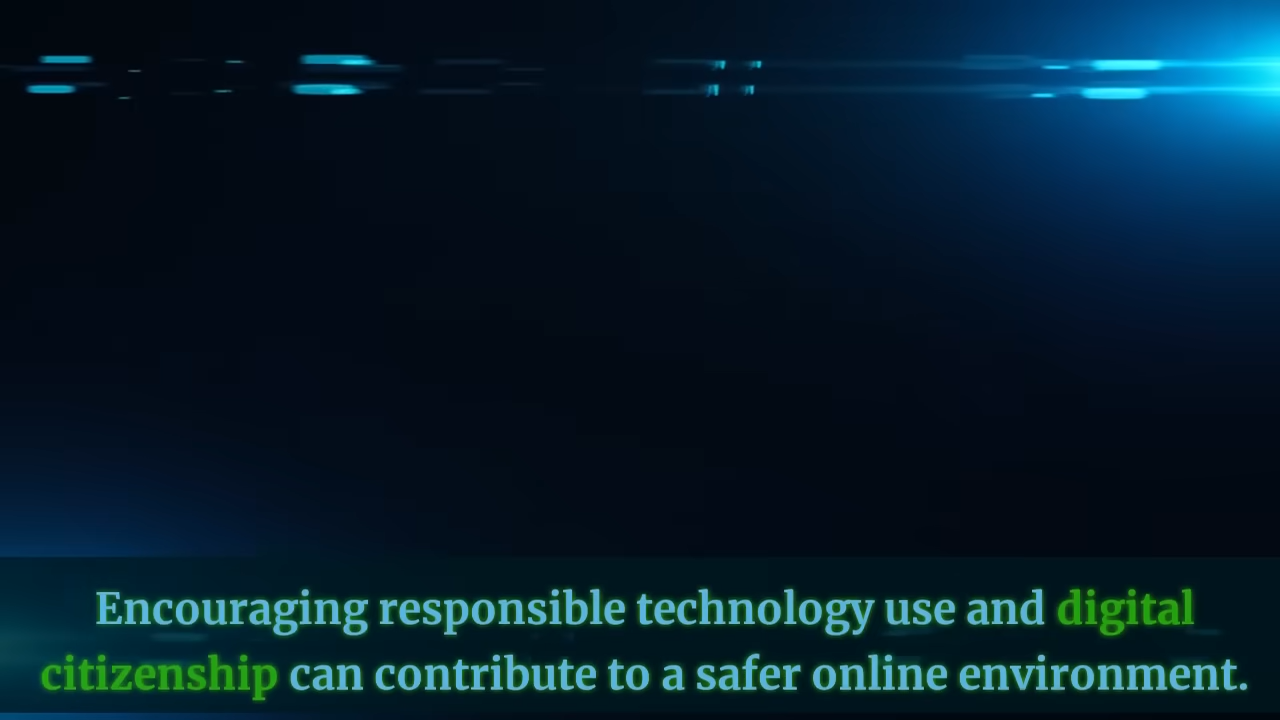 Encouraging responsible technology use and digital
citizenship can contribute to a safer online environment.